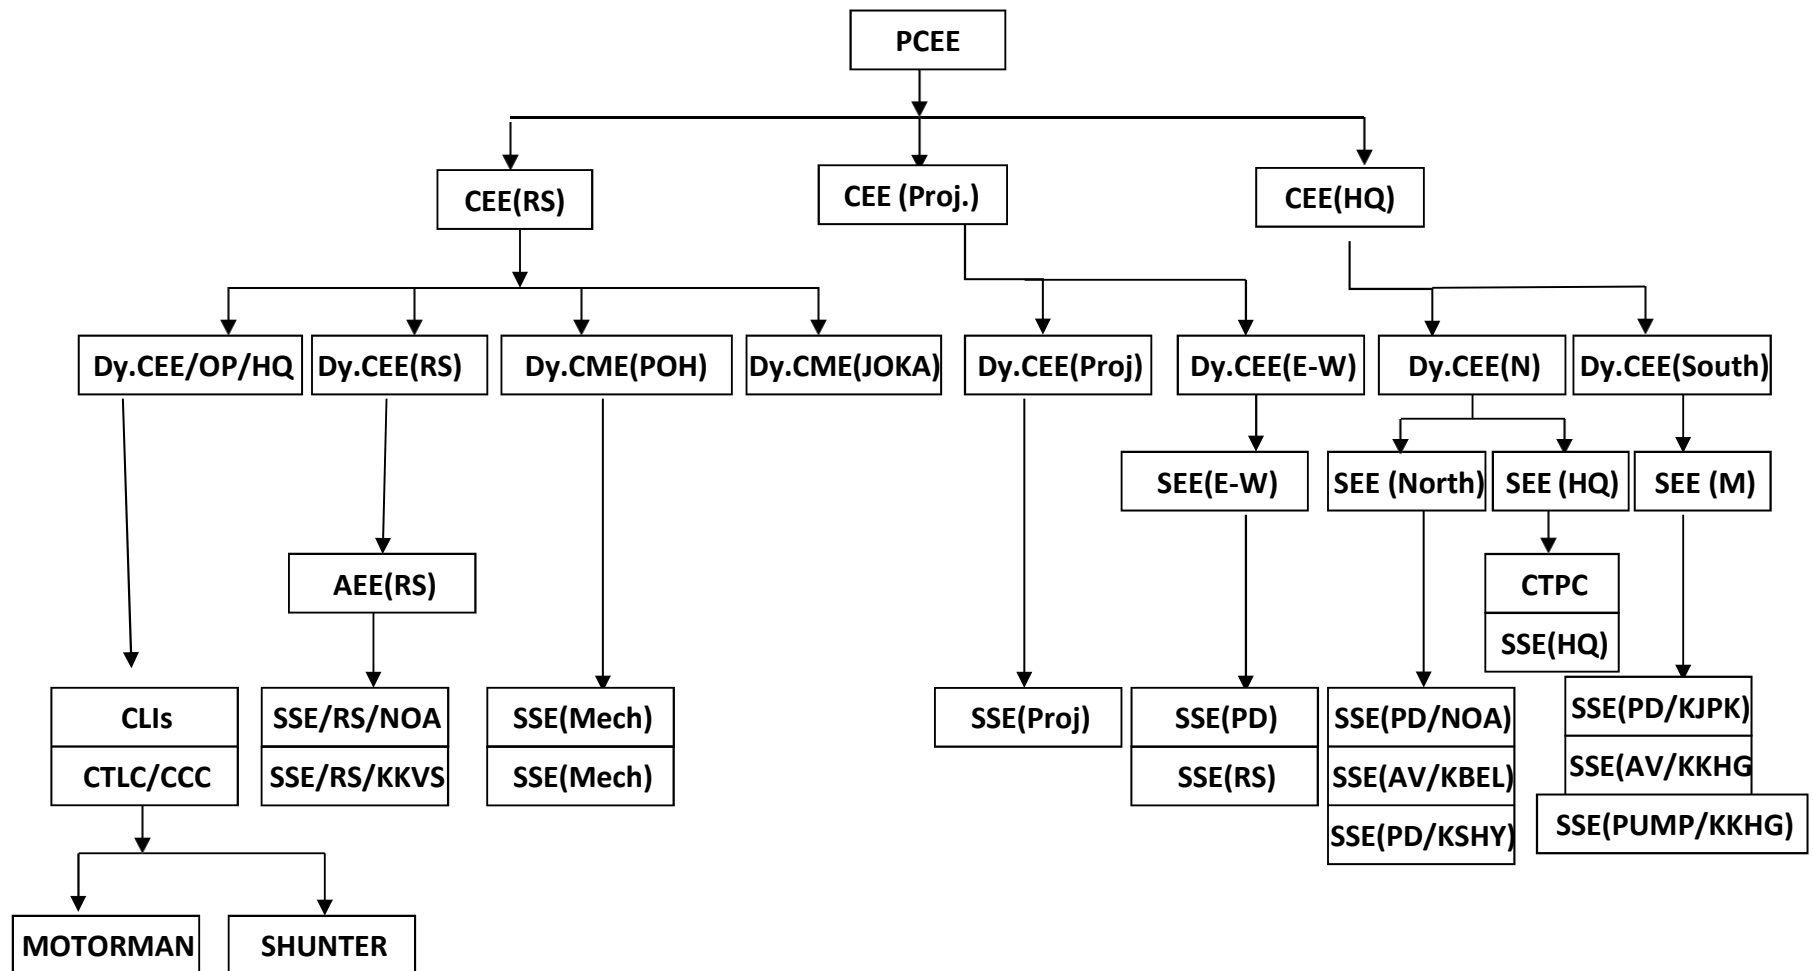 PCEE
CEE(RS)
CEE (Proj.)
CEE(HQ)
Dy.CEE/OP/HQ
Dy.CEE(RS)
Dy.CME(POH)
Dy.CME(JOKA)
Dy.CEE(Proj)
Dy.CEE(E-W)
Dy.CEE(N)
Dy.CEE(South)
SEE(E-W)
SEE (North)
SEE (HQ)
SEE (M)
AEE(RS)
CTPC
SSE(HQ)
CLIs
CTLC/CCC
SSE/RS/NOA
SSE/RS/KKVS
SSE(Mech)
SSE(Mech)
SSE(Proj)
SSE(PD)
SSE(RS)
SSE(PD/NOA)
SSE(AV/KBEL)
SSE(PD/KSHY)
SSE(PD/KJPK)
SSE(AV/KKHG
SSE(PUMP/KKHG)
MOTORMAN
SHUNTER